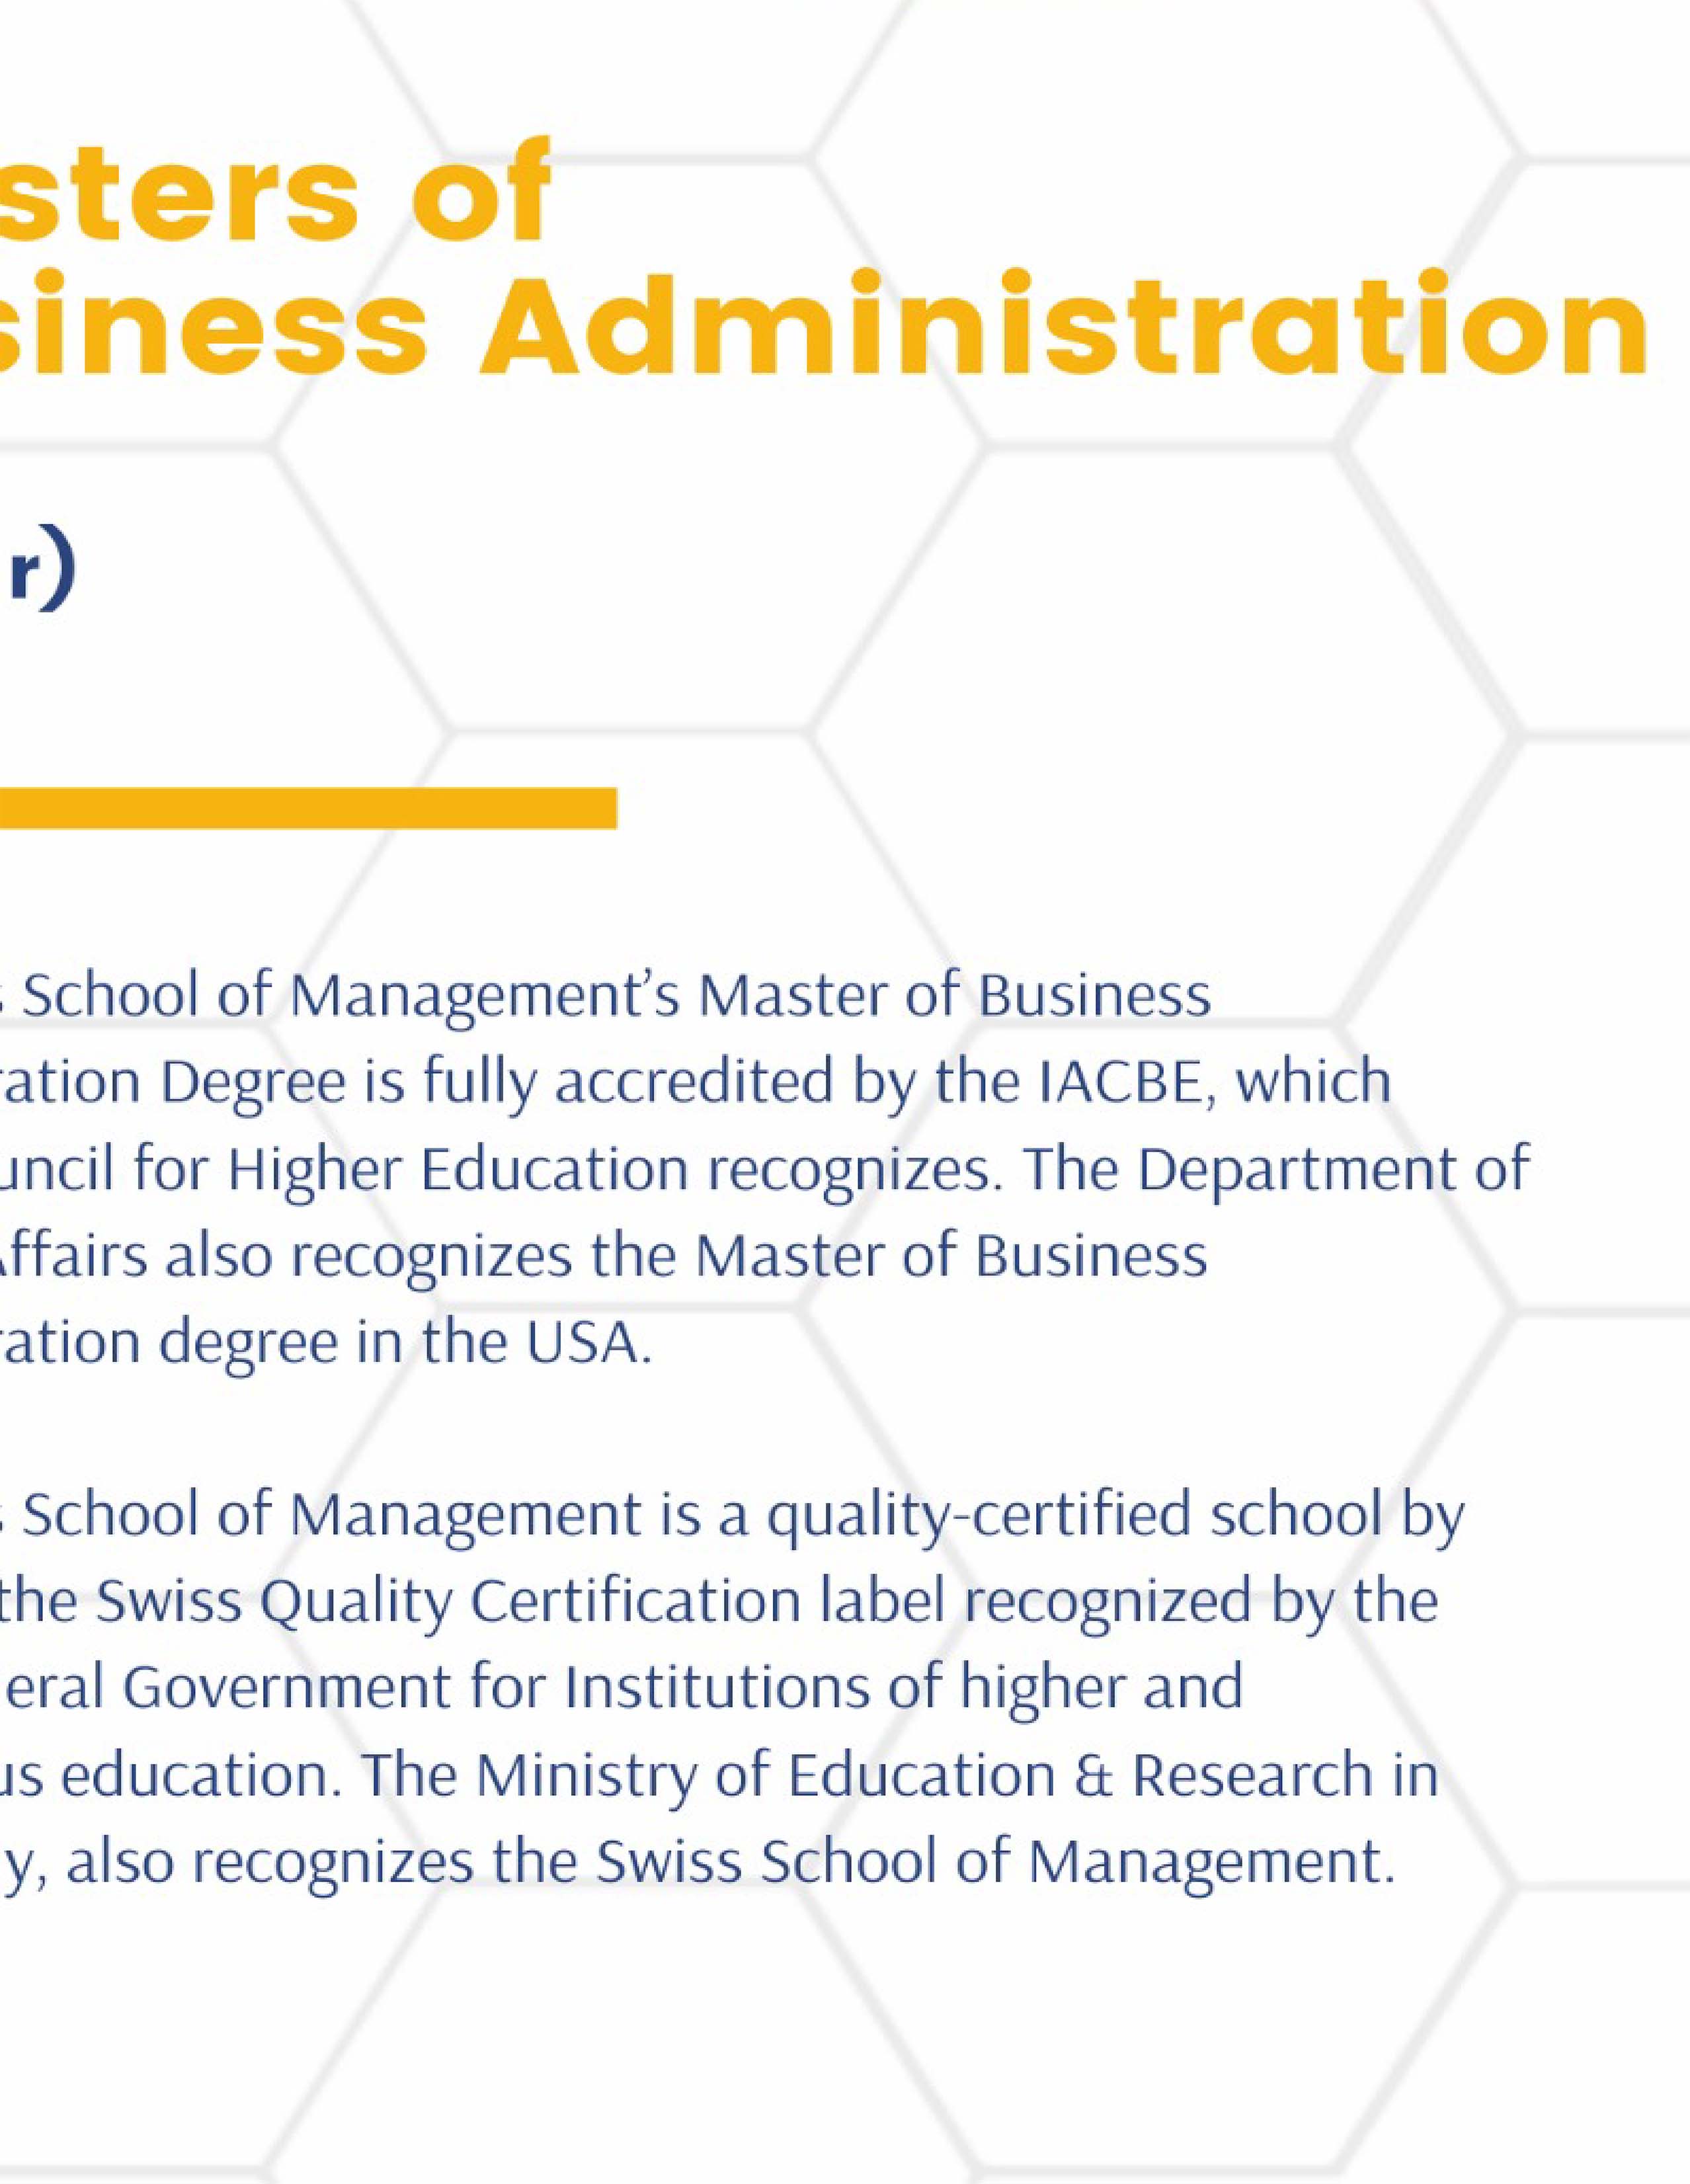 sters of
siness Administration
r)
s School of Management’s Master of Business
ration Degree is fully accredited by the IACBE, which
uncil for Higher Education recognizes. The Department of
Affairs also recognizes the Master of Business
ration degree in the USA.
s School of Management is a quality-certified school by
the Swiss Quality Certification label recognized by the
eral Government for Institutions of higher and
us education. The Ministry of Education & Research in
y, also recognizes the Swiss School of Management.